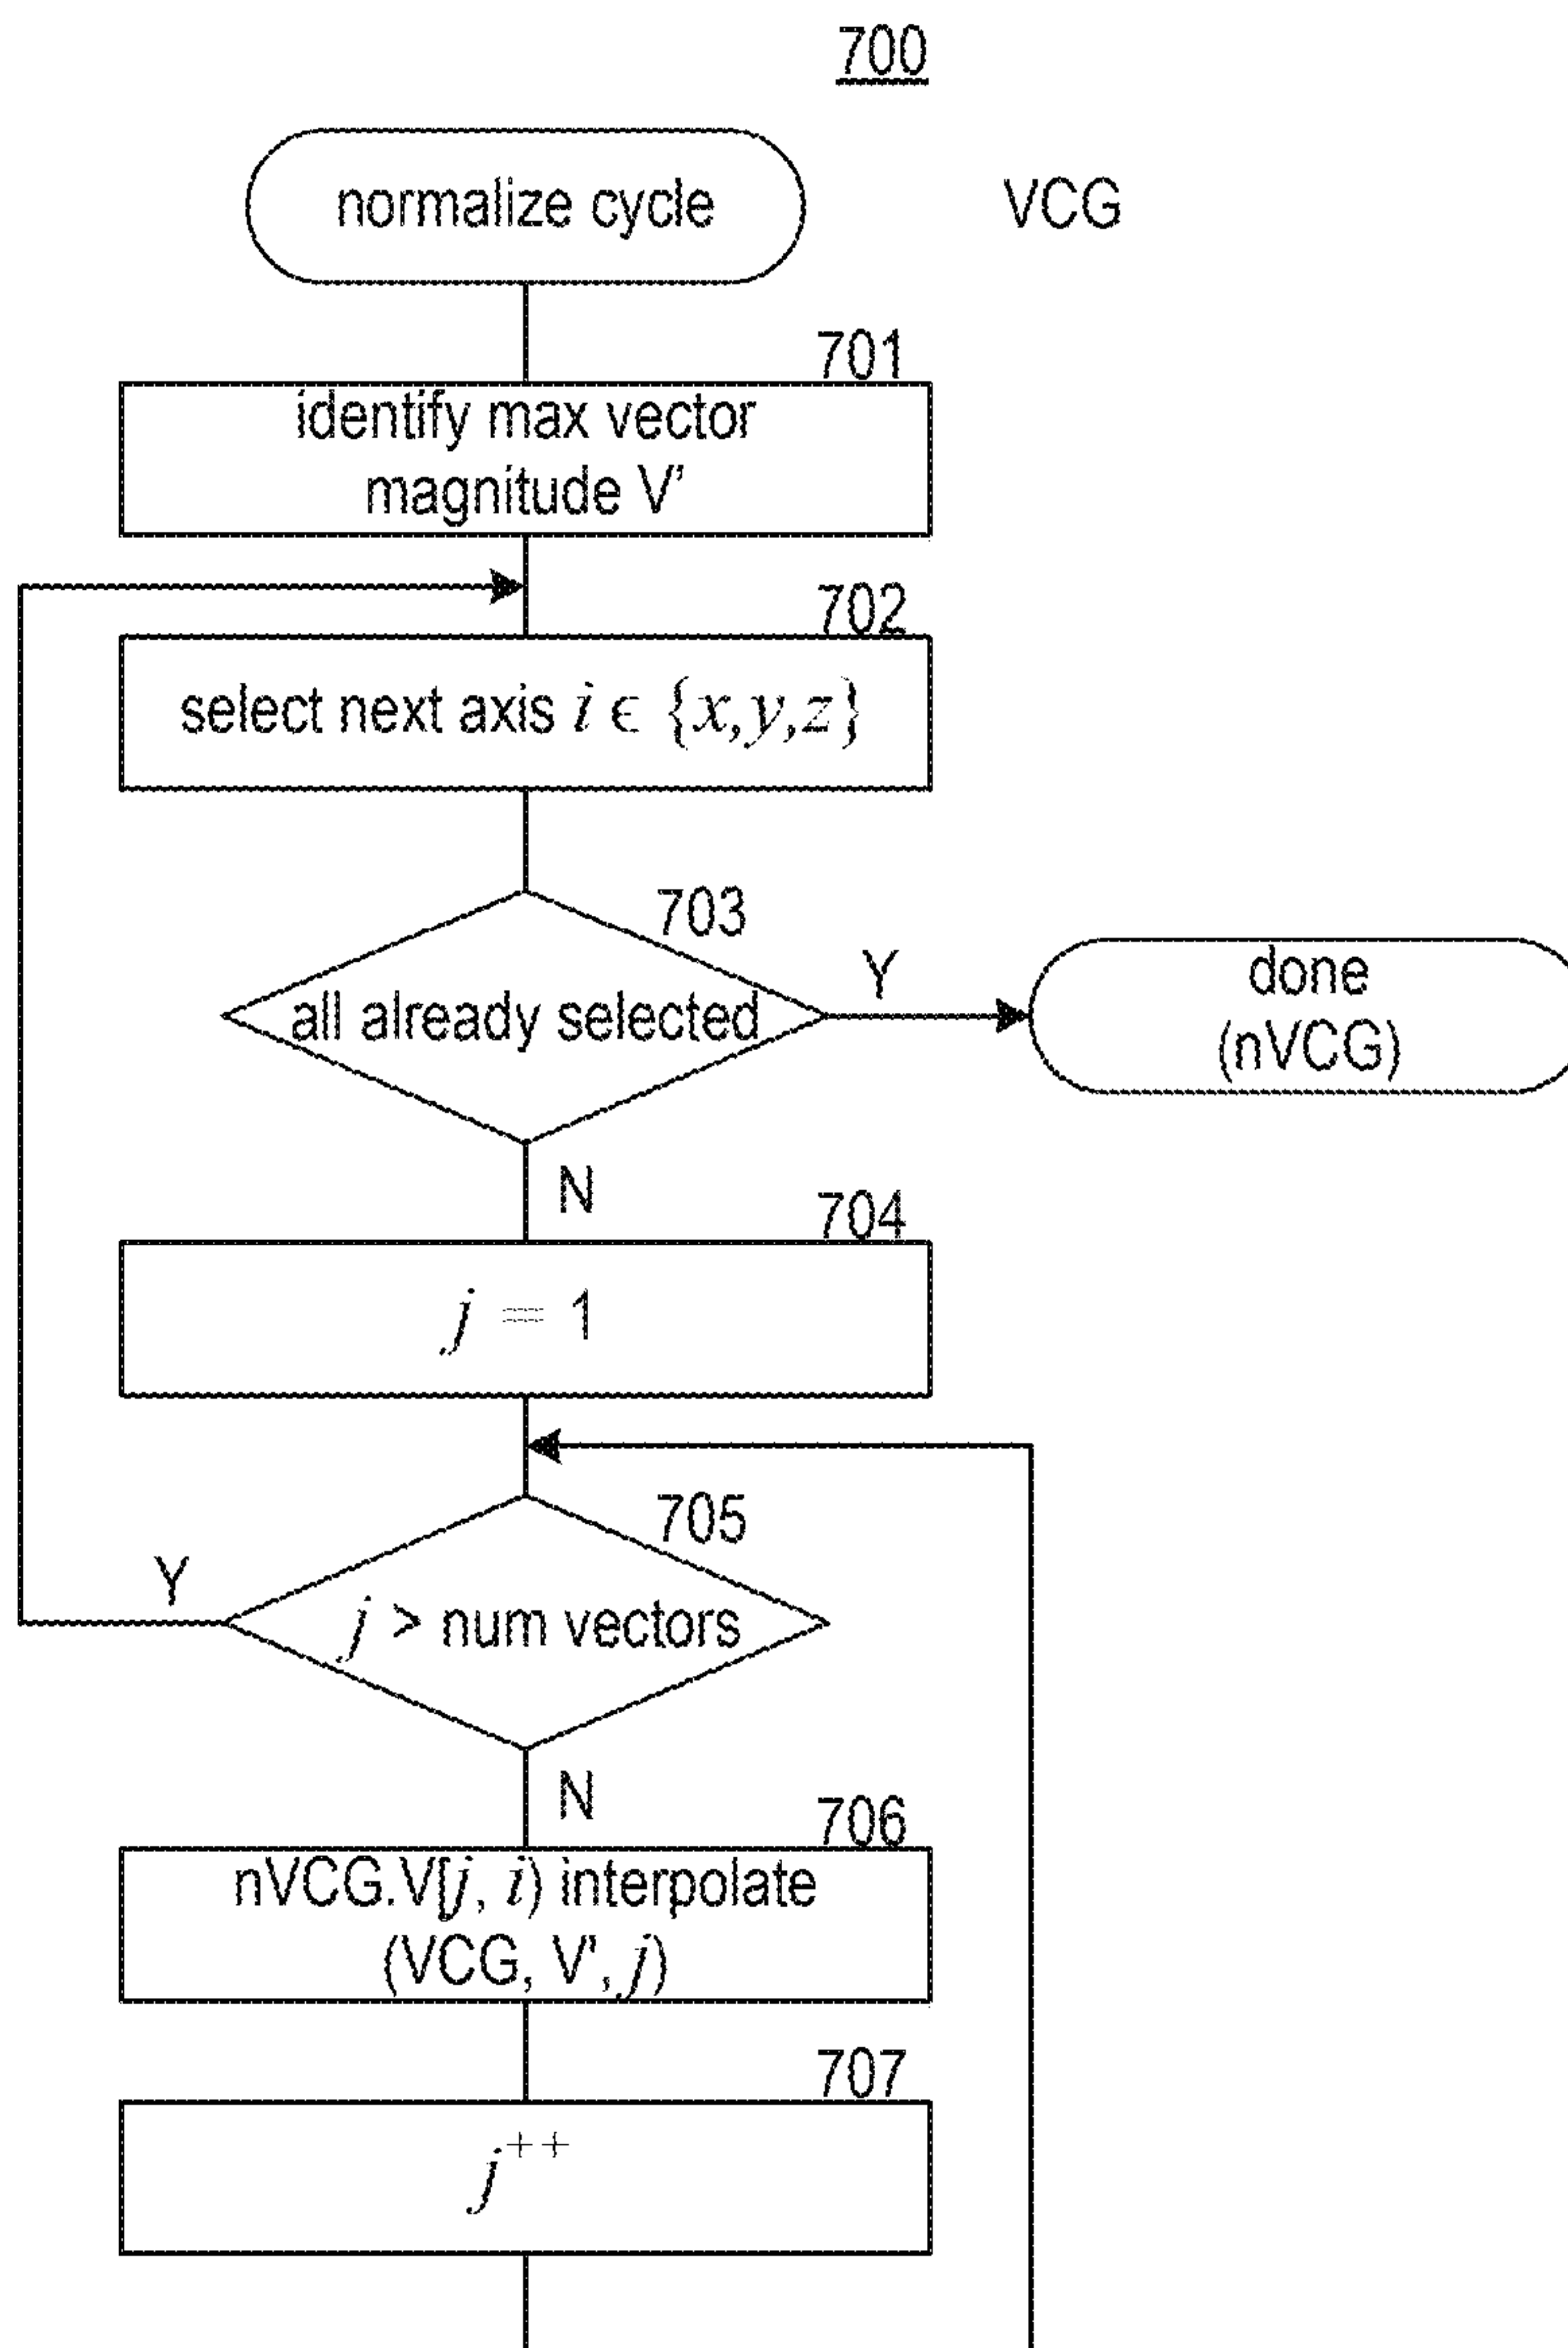 700
normalize cycle
VCG
701
identify max vector
magnitude V'
702
select next axis i ϵ {x,y,z}
703
all already selected
Y
done
(nVCG)
N
704
j = 1
705
Y
j > num vectors
N
706
nVCG.V[j, i) interpolate
(VCG, V', j)
707
j++